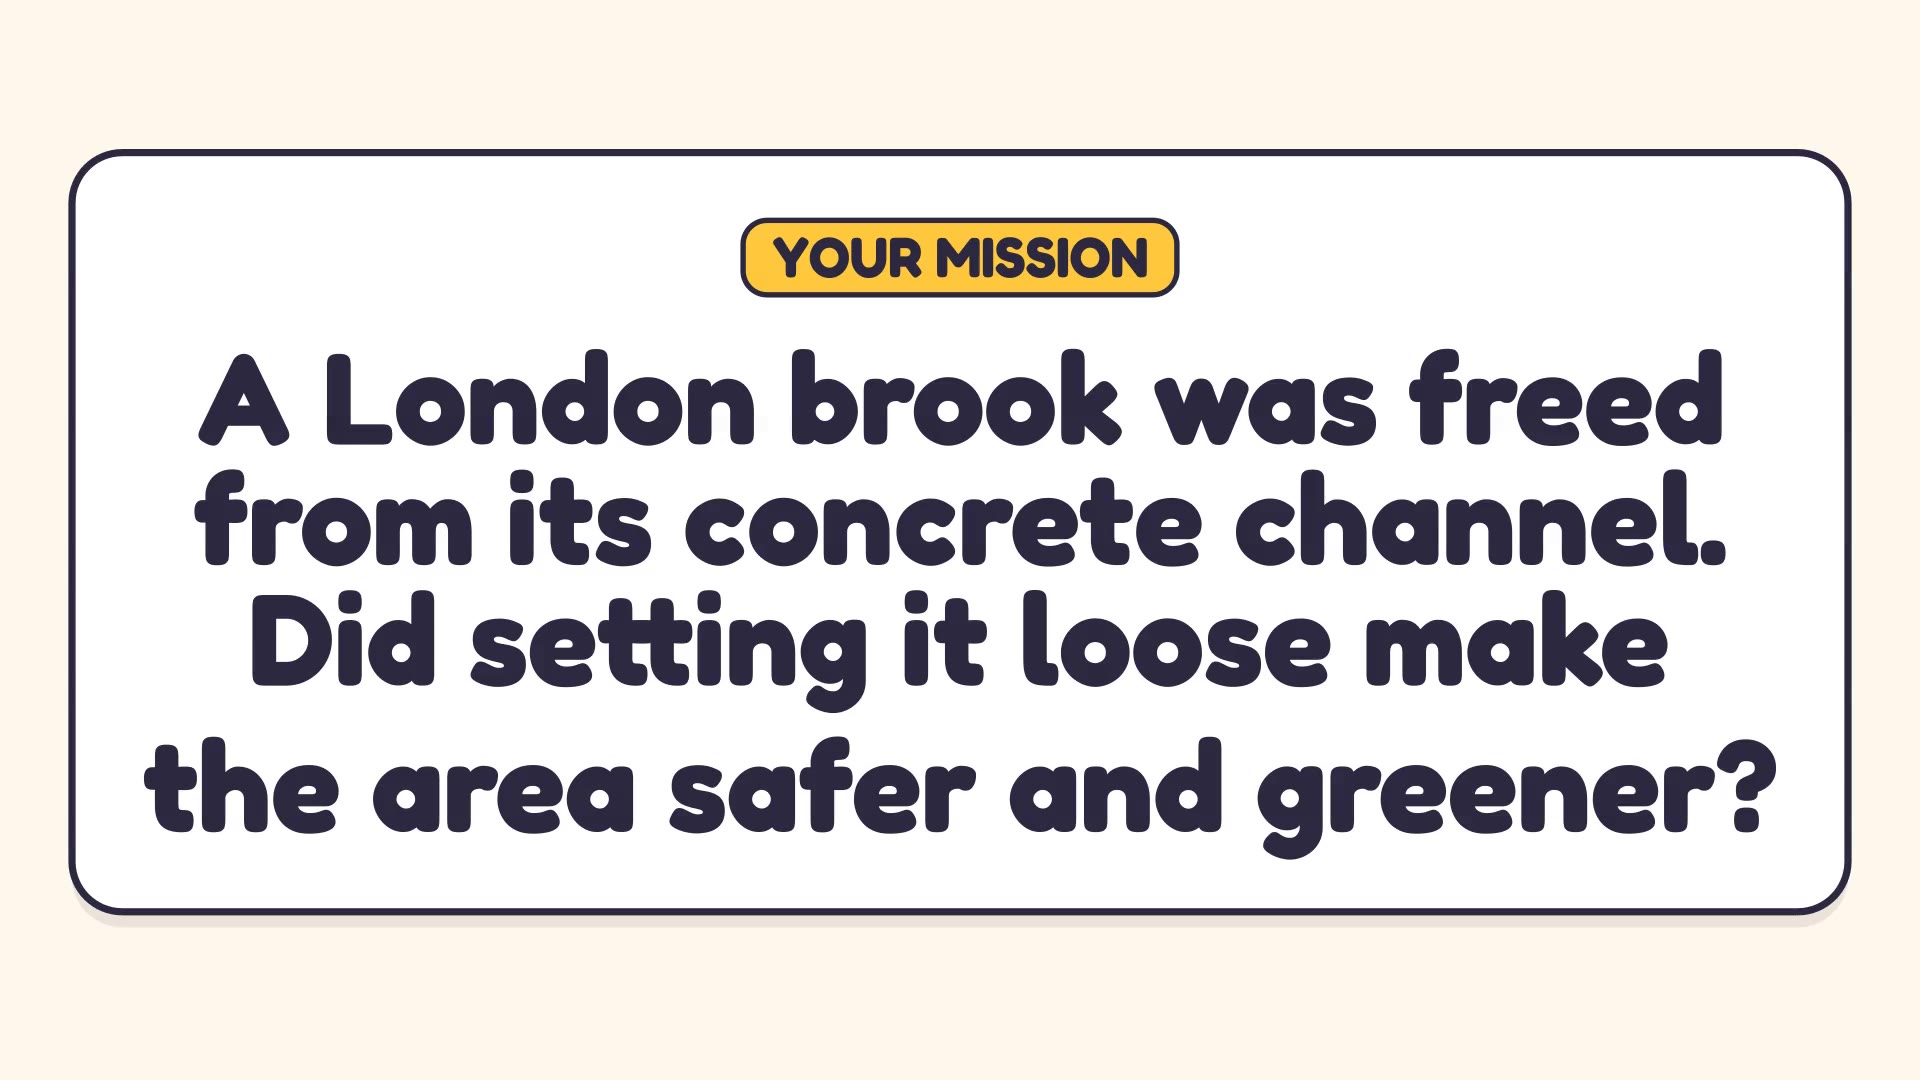 YOUR MISSION
A London brook was freed
from its concrete channel.
Did setting it loose make
the area safer and greener?